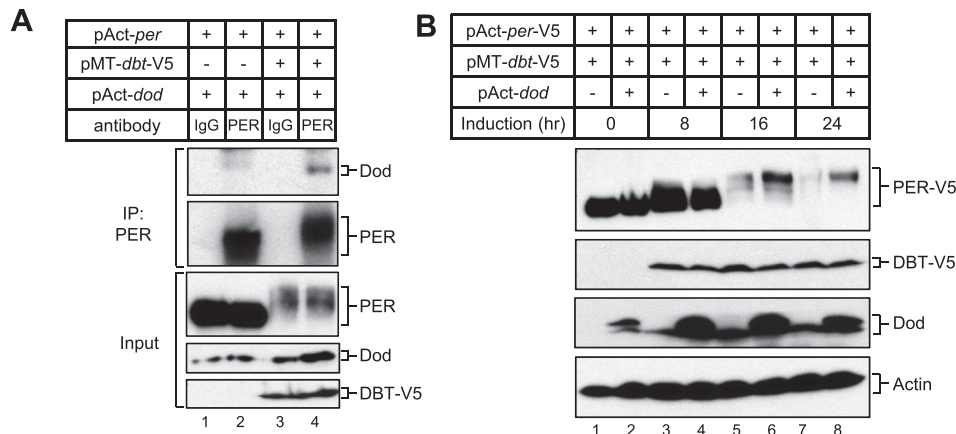 A
pAct-per + + + +
pMT-dbt-V5 - - + +
pAct-dod + + + +
antibody IgG PER IgG PER
IP: PER
Dod
PER
Input
PER
Dod
DBT-V5
1 2 3 4
B
pAct-per-V5 + + + + + + + +
pMT-dbt-V5 + + + + + + + +
pAct-dod - + - + - + - +
Induction (hr) 0 8 16 24
PER-V5
DBT-V5
Dod
Actin
1 2 3 4 5 6 7 8